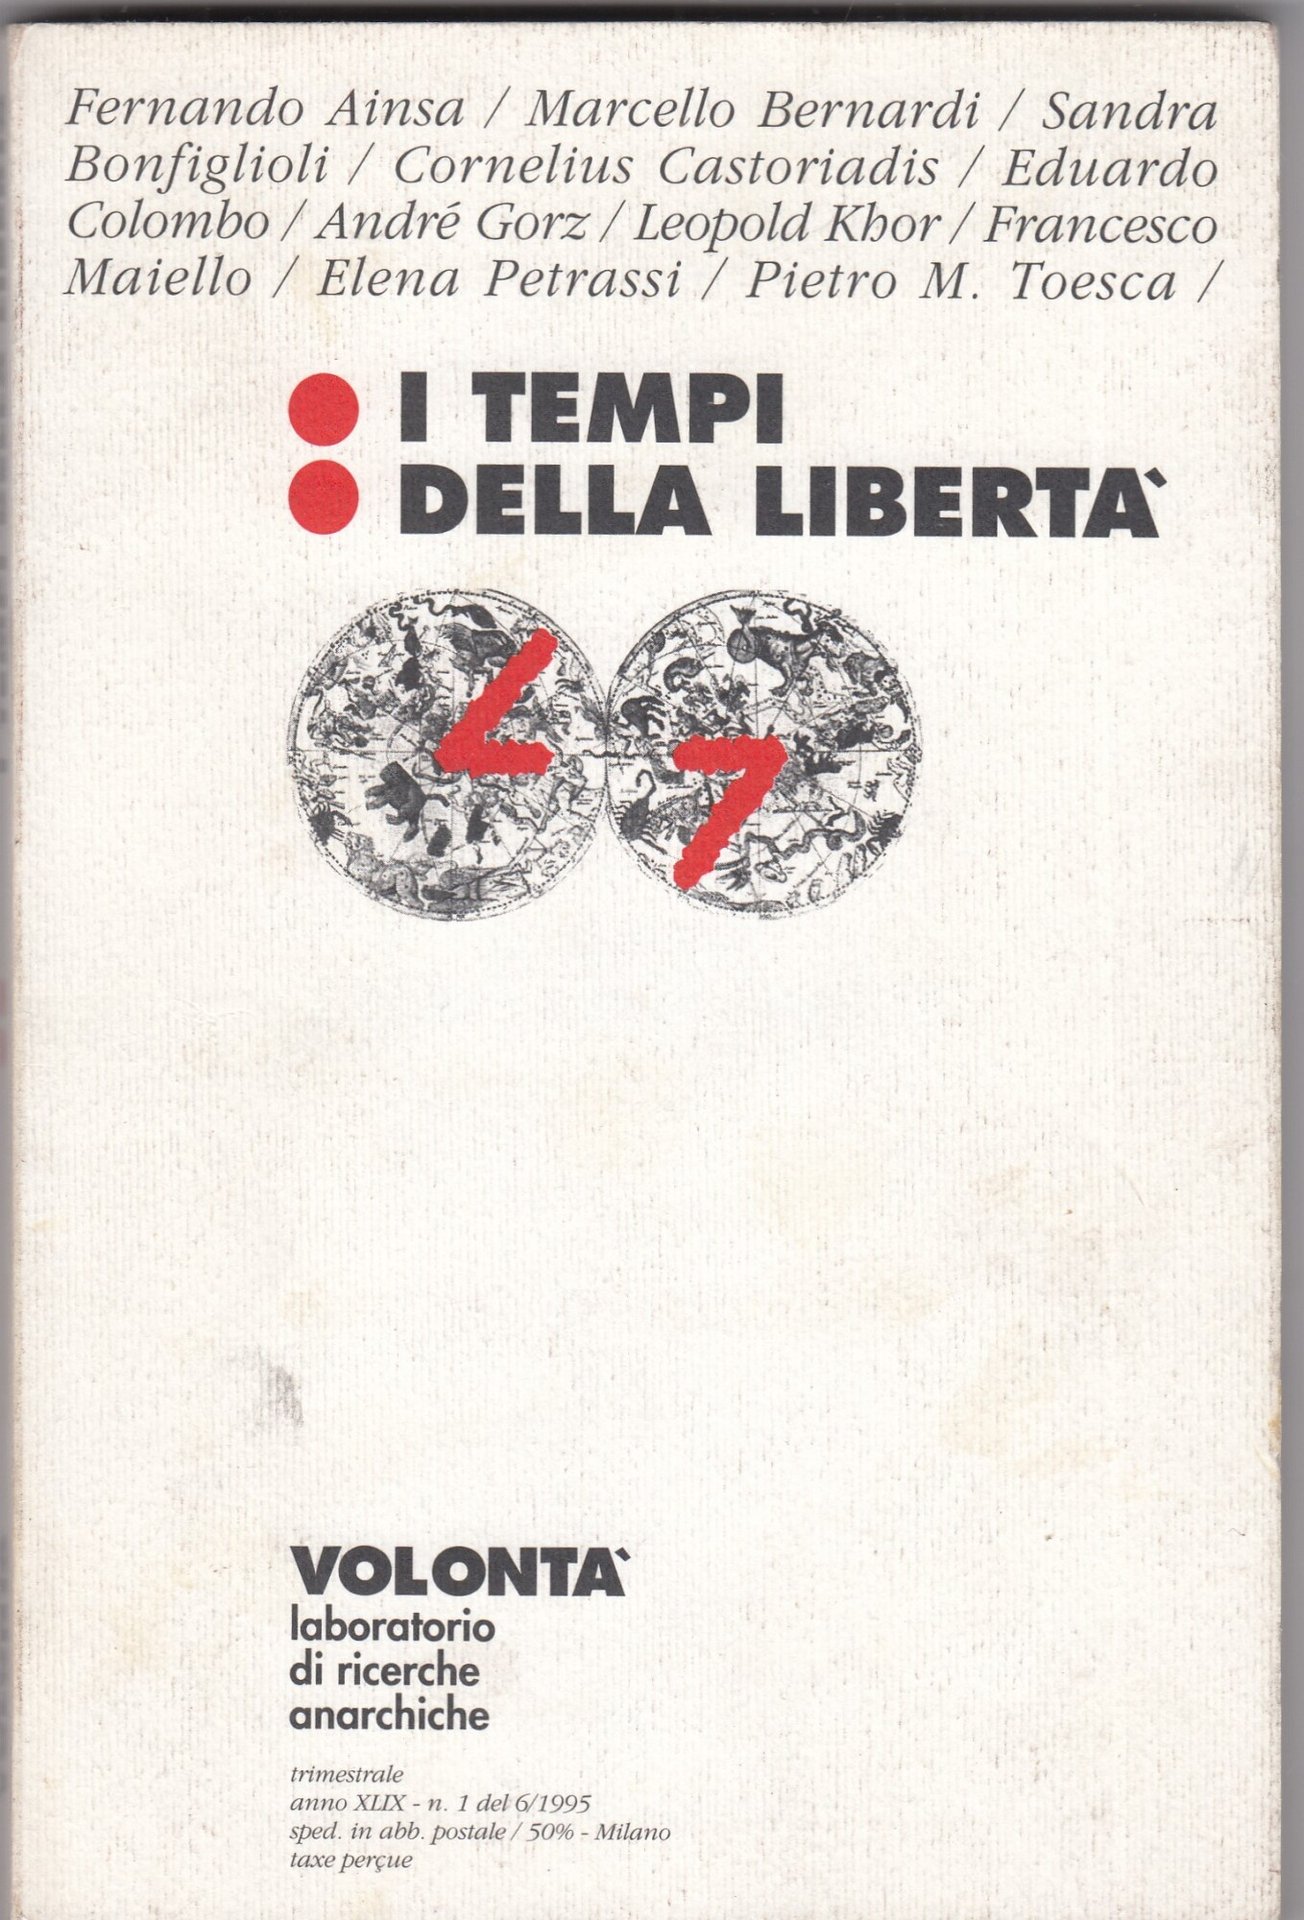 Fernando Ainsa / Marcello Bernardi / Sandra
Bonfiglioli / Cornelius Castoriadis / Eduardo
Colombo / André Gorz / Leopold Khor / Francesco
Maiello / Elena Petrassi / Pietro M. Toesca /
I TEMPI
DELLA LIBERTA`
VOLONTA`
laboratorio
di ricerche
anarchiche
trimestrale
anno XLIX - n. 1 del 6/1995
sped. in abb. postale / 50% - Milano
taxe perçue